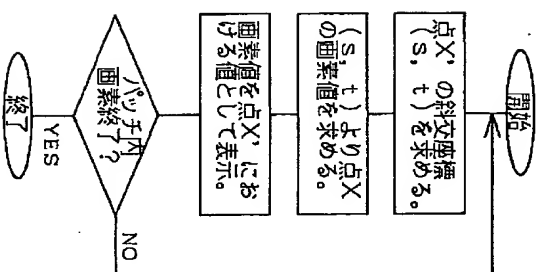 開始
点X'の斜交座標
(s, t)を求める。
(s, t)より点X
の画素値を求める。
画素値を点X'にお
ける値として表示。
パッチ内
画素終了?
NO
YES
終了